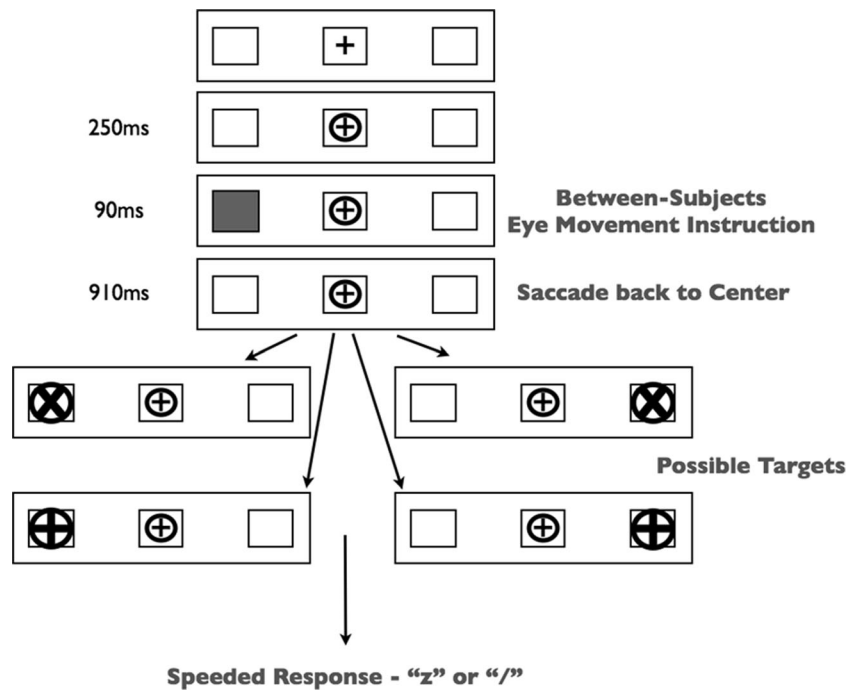 250ms
90ms
Between-Subjects
Eye Movement Instruction
910ms
Saccade back to Center
Possible Targets
Speeded Response - “z” or “/”